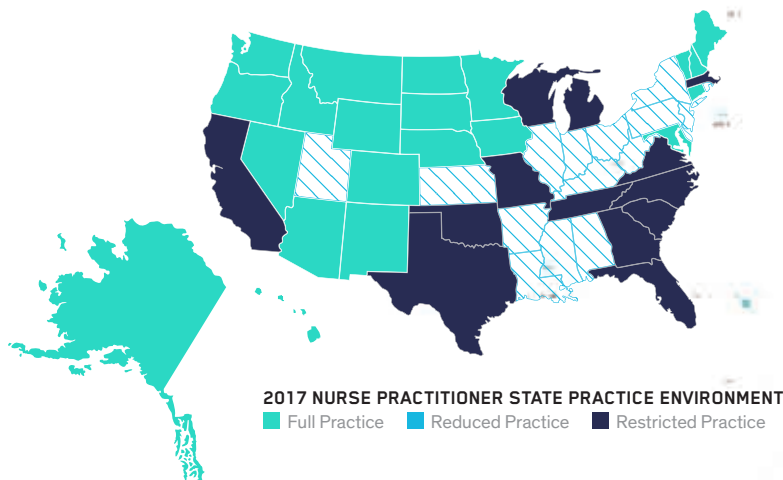 2017 NURSE PRACTITIONER STATE PRACTICE ENVIRONMENT
Full Practice Reduced Practice Restricted Practice